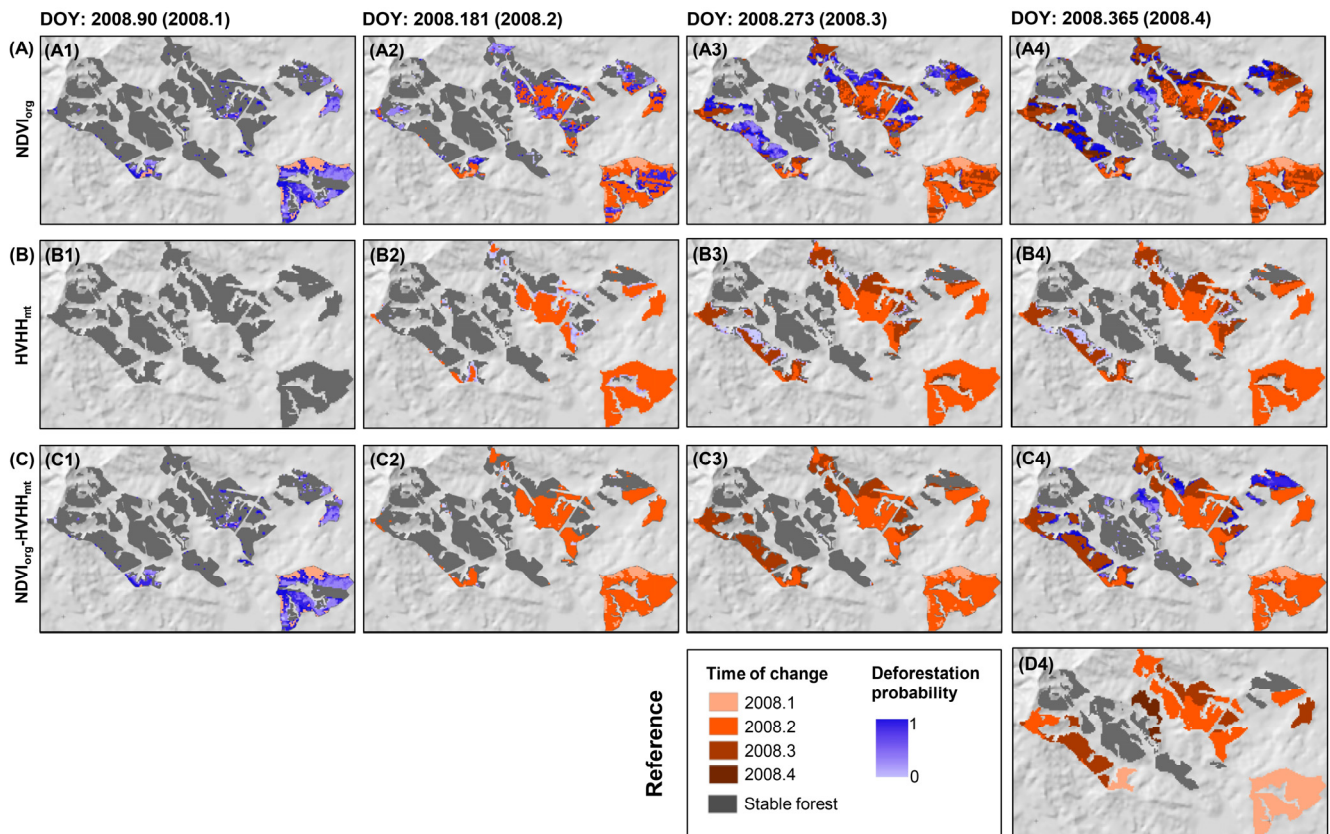 DOY: 2008.90 (2008.1)
DOY: 2008.181 (2008.2)
DOY: 2008.273 (2008.3)
DOY: 2008.365 (2008.4)
(A)
NDVIorg
(A1)
(A2)
(A3)
(A4)
(B)
HVHHmt
(B1)
(B2)
(B3)
(B4)
(C)
NDVIorg-HVHHmt
(C1)
(C2)
(C3)
(C4)
Reference
Time of change
2008.1
2008.2
2008.3
2008.4
Stable forest
Deforestation
probability
1
0
(D4)